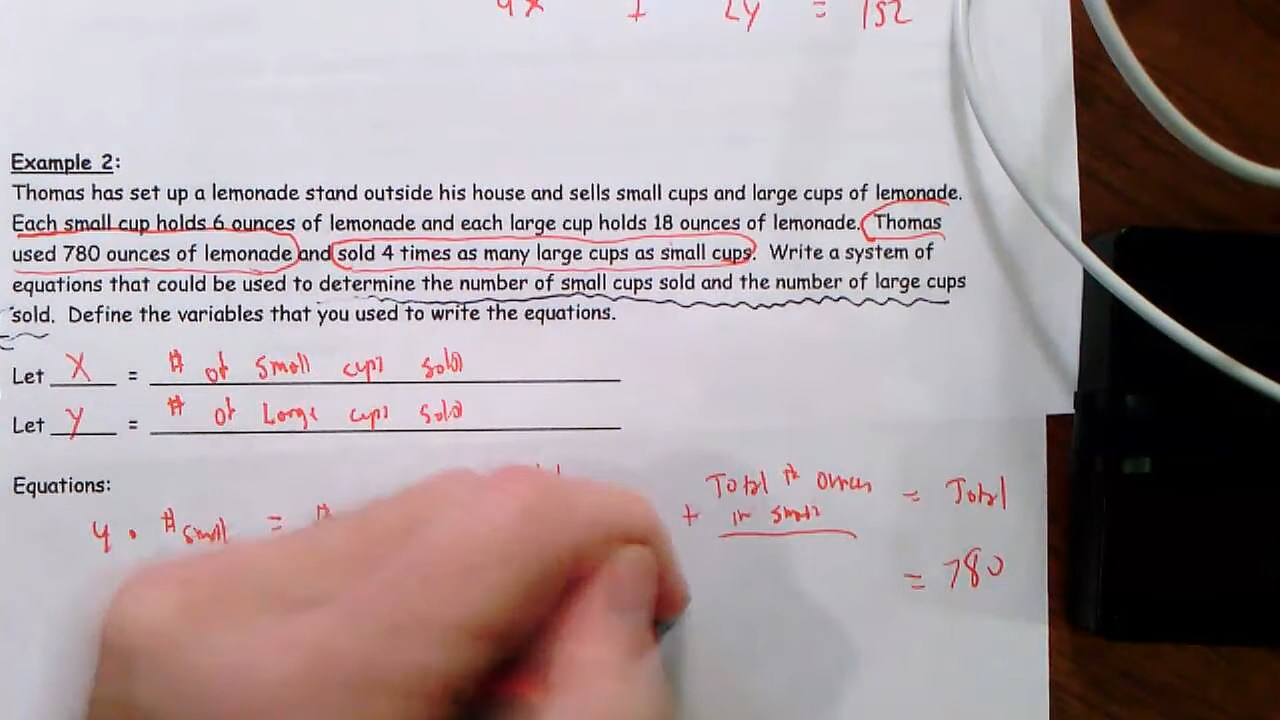 4x + 2y = 152
Example 2:
Thomas has set up a lemonade stand outside his house and sells small cups and large cups of lemonade.
Each small cup holds 6 ounces of lemonade and each large cup holds 18 ounces of lemonade. Thomas
used 780 ounces of lemonade and sold 4 times as many large cups as small cups. Write a system of
equations that could be used to determine the number of small cups sold and the number of large cups
sold. Define the variables that you used to write the equations.
Let X = # of small cups sold
Let y = # of Large cups sold
Equations:
4 · # small = #
+ Total # ounces in small = Total
= 780